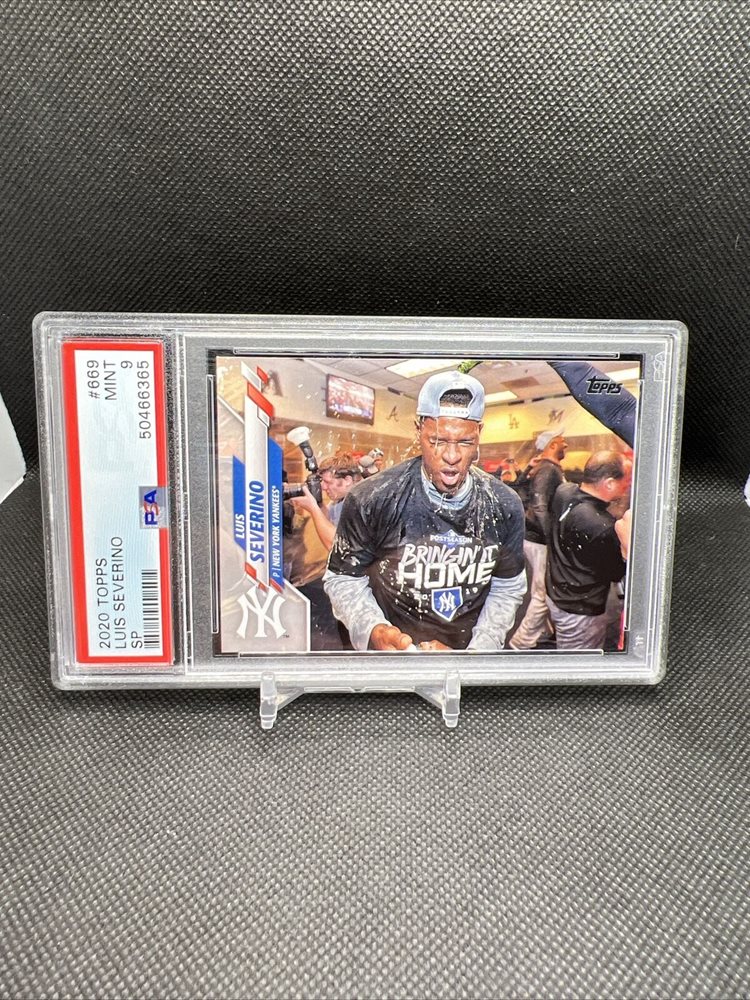 #669
MINT 9
50466365
PSA
2020 TOPPS
LUIS SEVERINO
SP
LUIS
SEVERINO
P | NEW YORK YANKEES®
NY
TOPPS
POSTSEASON
BRINGIN' IT
HOME